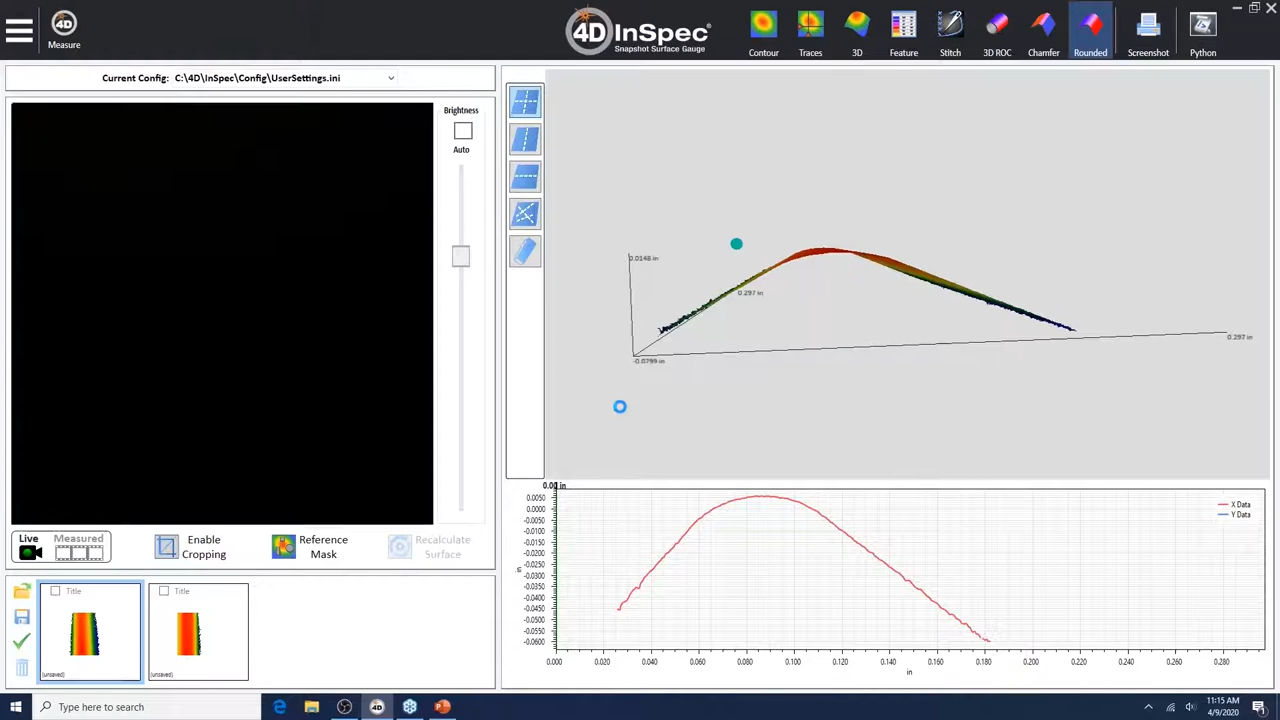 4D
Measure
4D InSpec®
Snapshot Surface Gauge
Contour
Traces
3D
Feature
Stitch
3D ROC
Chamfer
Rounded
Screenshot
Python
Current Config: C:\4D\InSpec\Config\UserSettings.ini
Brightness
Auto
0.0148 in
0.297 in
-0.0799 in
0.297 in
Live
Measured
Enable
Cropping
Reference
Mask
Recalculate
Surface
Title
(unsaved)
Title
(unsaved)
0.0050
0.0000
-0.0050
-0.0100
-0.0150
-0.0200
-0.0250
-0.0300
-0.0350
-0.0400
-0.0450
-0.0500
-0.0550
-0.0600
in
X Data
Y Data
0.000 0.020 0.040 0.060 0.080 0.100 0.120 0.140 0.160 0.180 0.200 0.220 0.240 0.260 0.280
in
Type here to search
4D
11:15 AM
4/9/2020